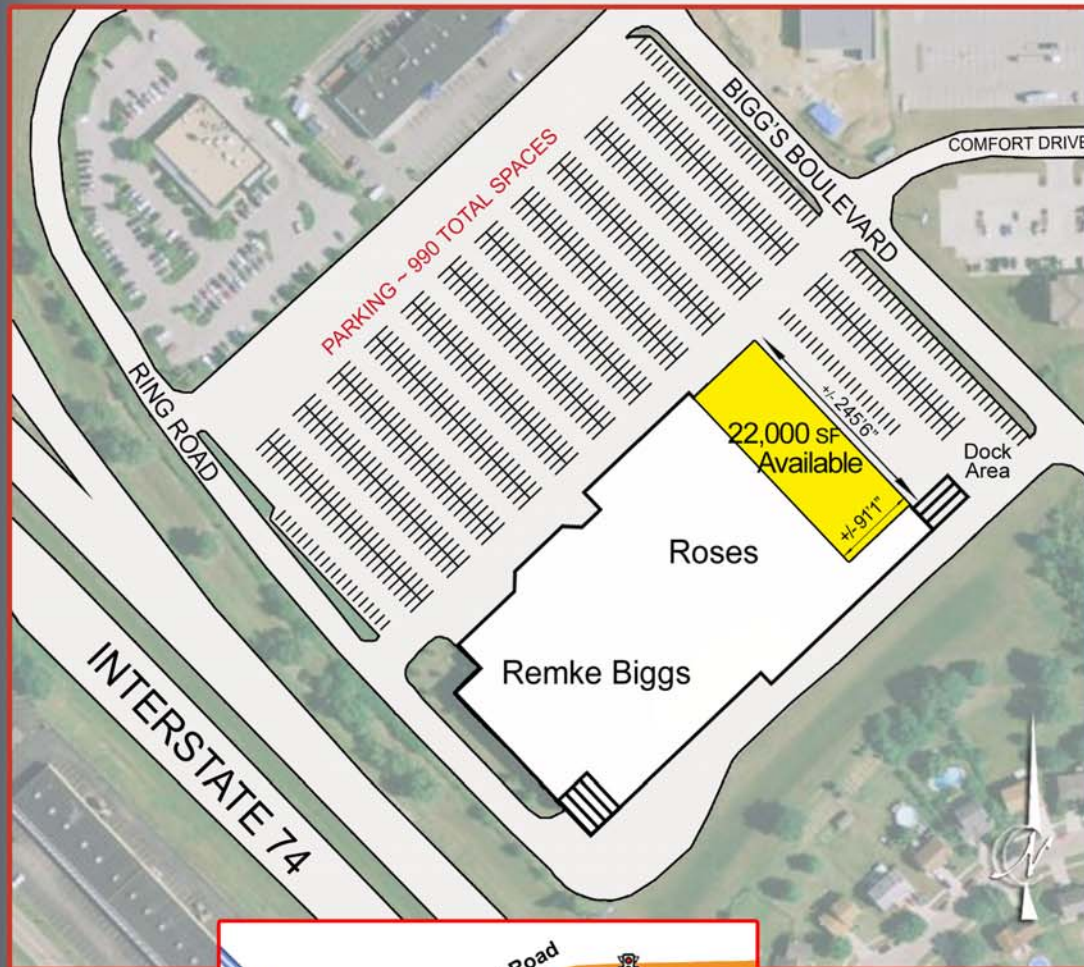 BIGG'S BOULEVARD
COMFORT DRIVE
PARKING ~ 990 TOTAL SPACES
RING ROAD
+/- 245'6"
22,000 SF
Available
Dock
Area
+/-91'1"
Roses
Remke Biggs
INTERSTATE 74
N
Road